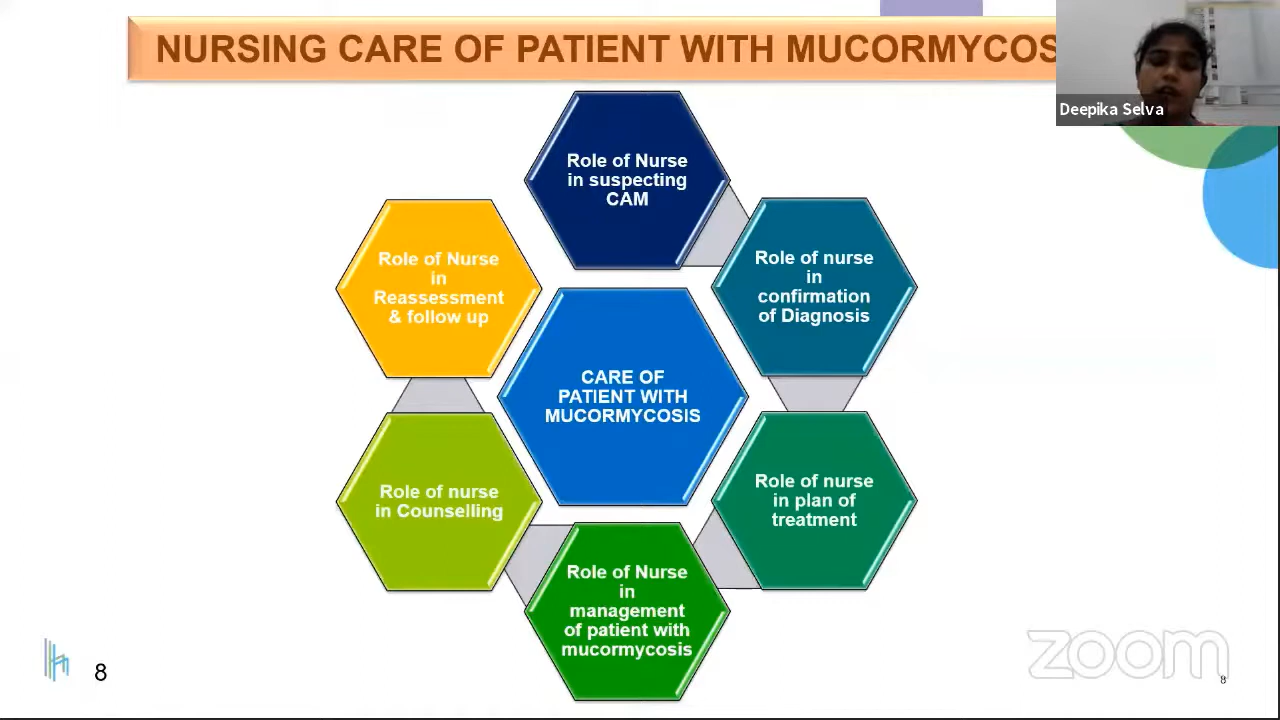 NURSING CARE OF PATIENT WITH MUCORMYCOS
Deepika Selva
Role of Nurse
in suspecting
CAM
Role of nurse
in
confirmation
of Diagnosis
Role of nurse
in plan of
treatment
Role of Nurse
in
management
of patient with
mucormycosis
Role of nurse
in Counselling
Role of Nurse
in
Reassessment
& follow up
CARE OF
PATIENT WITH
MUCORMYCOSIS
zoom
8
8